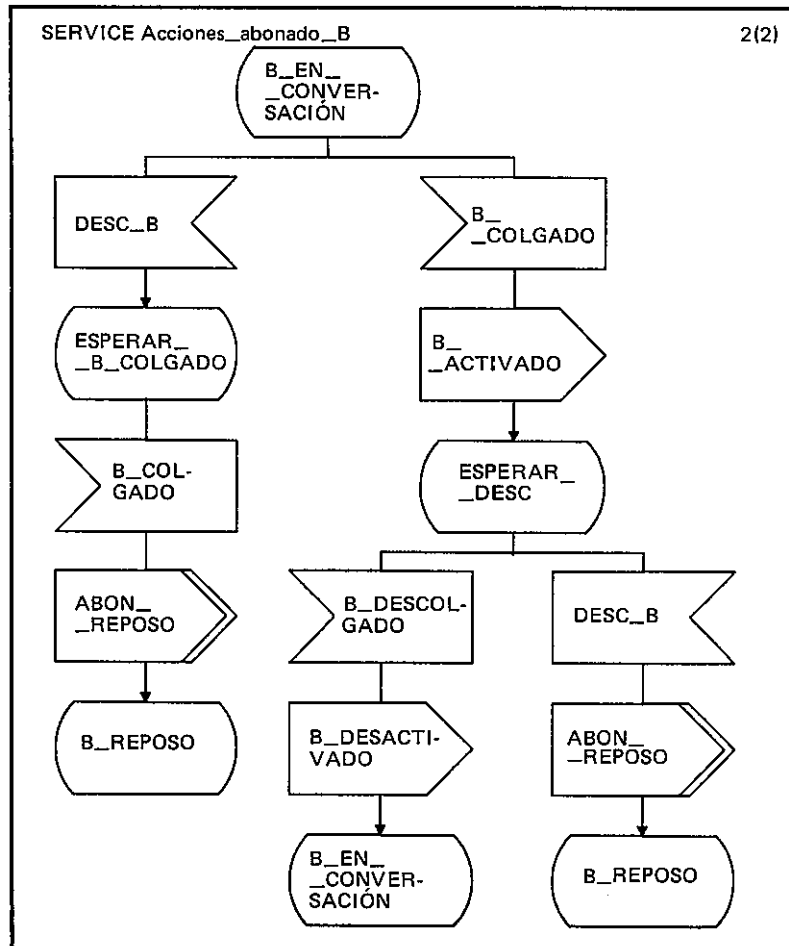 SERVICE Acciones_abonado_B 2(2)
B_EN_
_CONVER-
SACIÓN
DESC_B
B_
_COLGADO
ESPERAR_
_B_COLGADO
B_
_ACTIVADO
B_COL-
GADO
ESPERAR_
_DESC
ABON_
_REPOSO
B_DESCOL-
GADO
DESC_B
B_REPOSO
B_DESACTI-
VADO
ABON_
_REPOSO
B_EN_
_CONVER-
SACIÓN
B_REPOSO